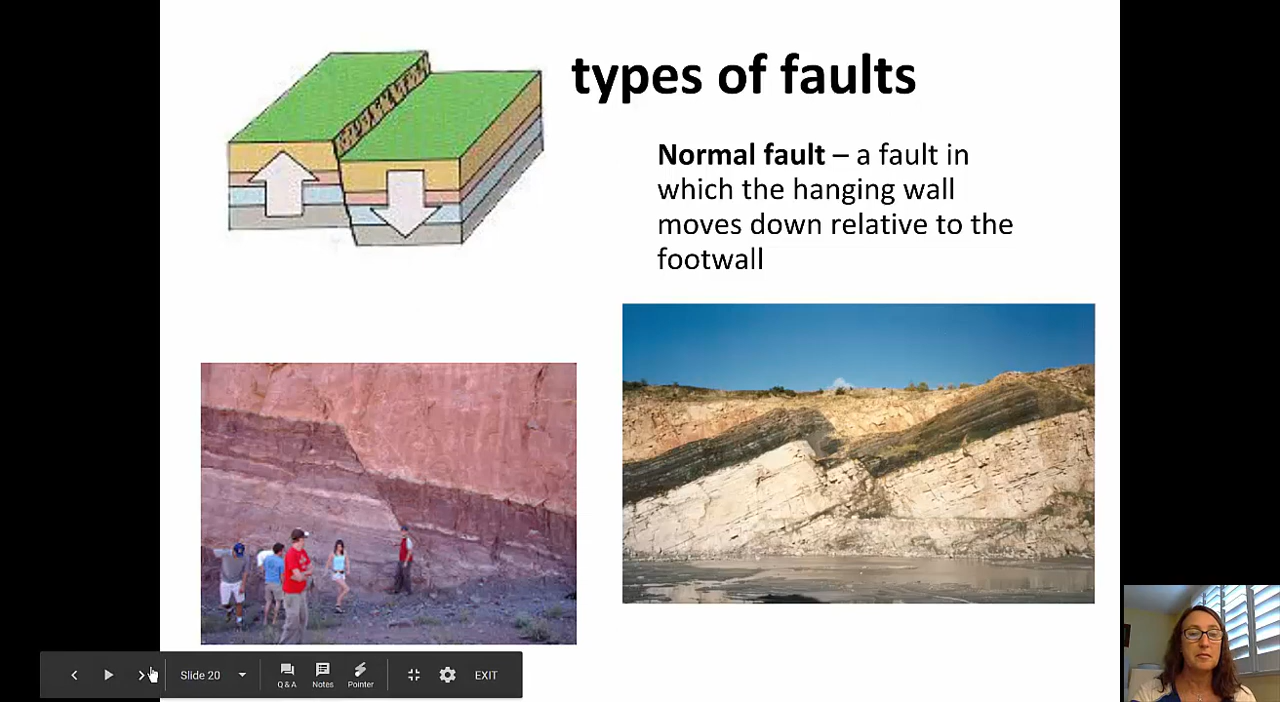 types of faults
Normal fault – a fault in
which the hanging wall
moves down relative to the
footwall
Slide 20
Q & A
Notes
Pointer
EXIT